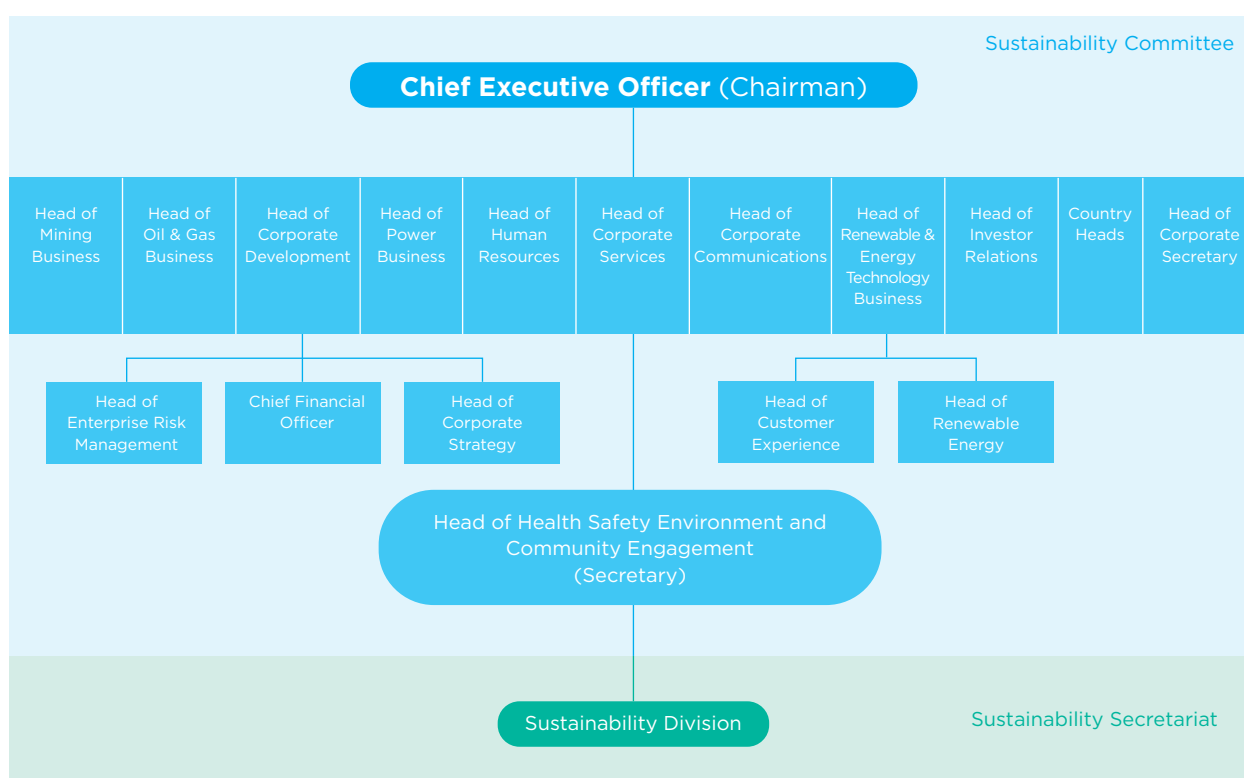 Sustainability Committee
Chief Executive Officer (Chairman)
Head of
Mining
Business
Head of
Oil & Gas
Business
Head of
Corporate
Development
Head of
Power
Business
Head of
Human
Resources
Head of
Corporate
Services
Head of
Corporate
Communications
Head of
Renewable &
Energy
Technology
Business
Head of
Investor
Relations
Country
Heads
Head of
Corporate
Secretary
Head of
Enterprise Risk
Management
Chief Financial
Officer
Head of
Corporate
Strategy
Head of
Customer
Experience
Head of
Renewable
Energy
Head of Health Safety Environment and
Community Engagement
(Secretary)
Sustainability Division
Sustainability Secretariat